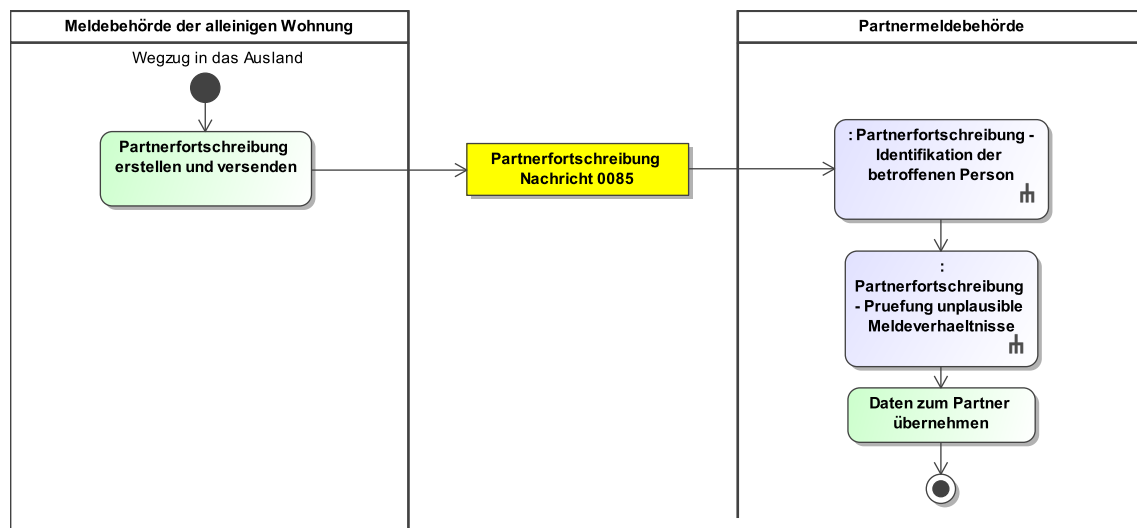 Meldebehörde der alleinigen Wohnung
Wegzug in das Ausland
Partnerfortschreibung
erstellen und versenden
Partnerfortschreibung
Nachricht 0085
Partnermeldebehörde
: Partnerfortschreibung -
Identifikation der
betroffenen Person
:
Partnerfortschreibung
- Pruefung unplausible
Meldeverhaeltnisse
Daten zum Partner
übernehmen